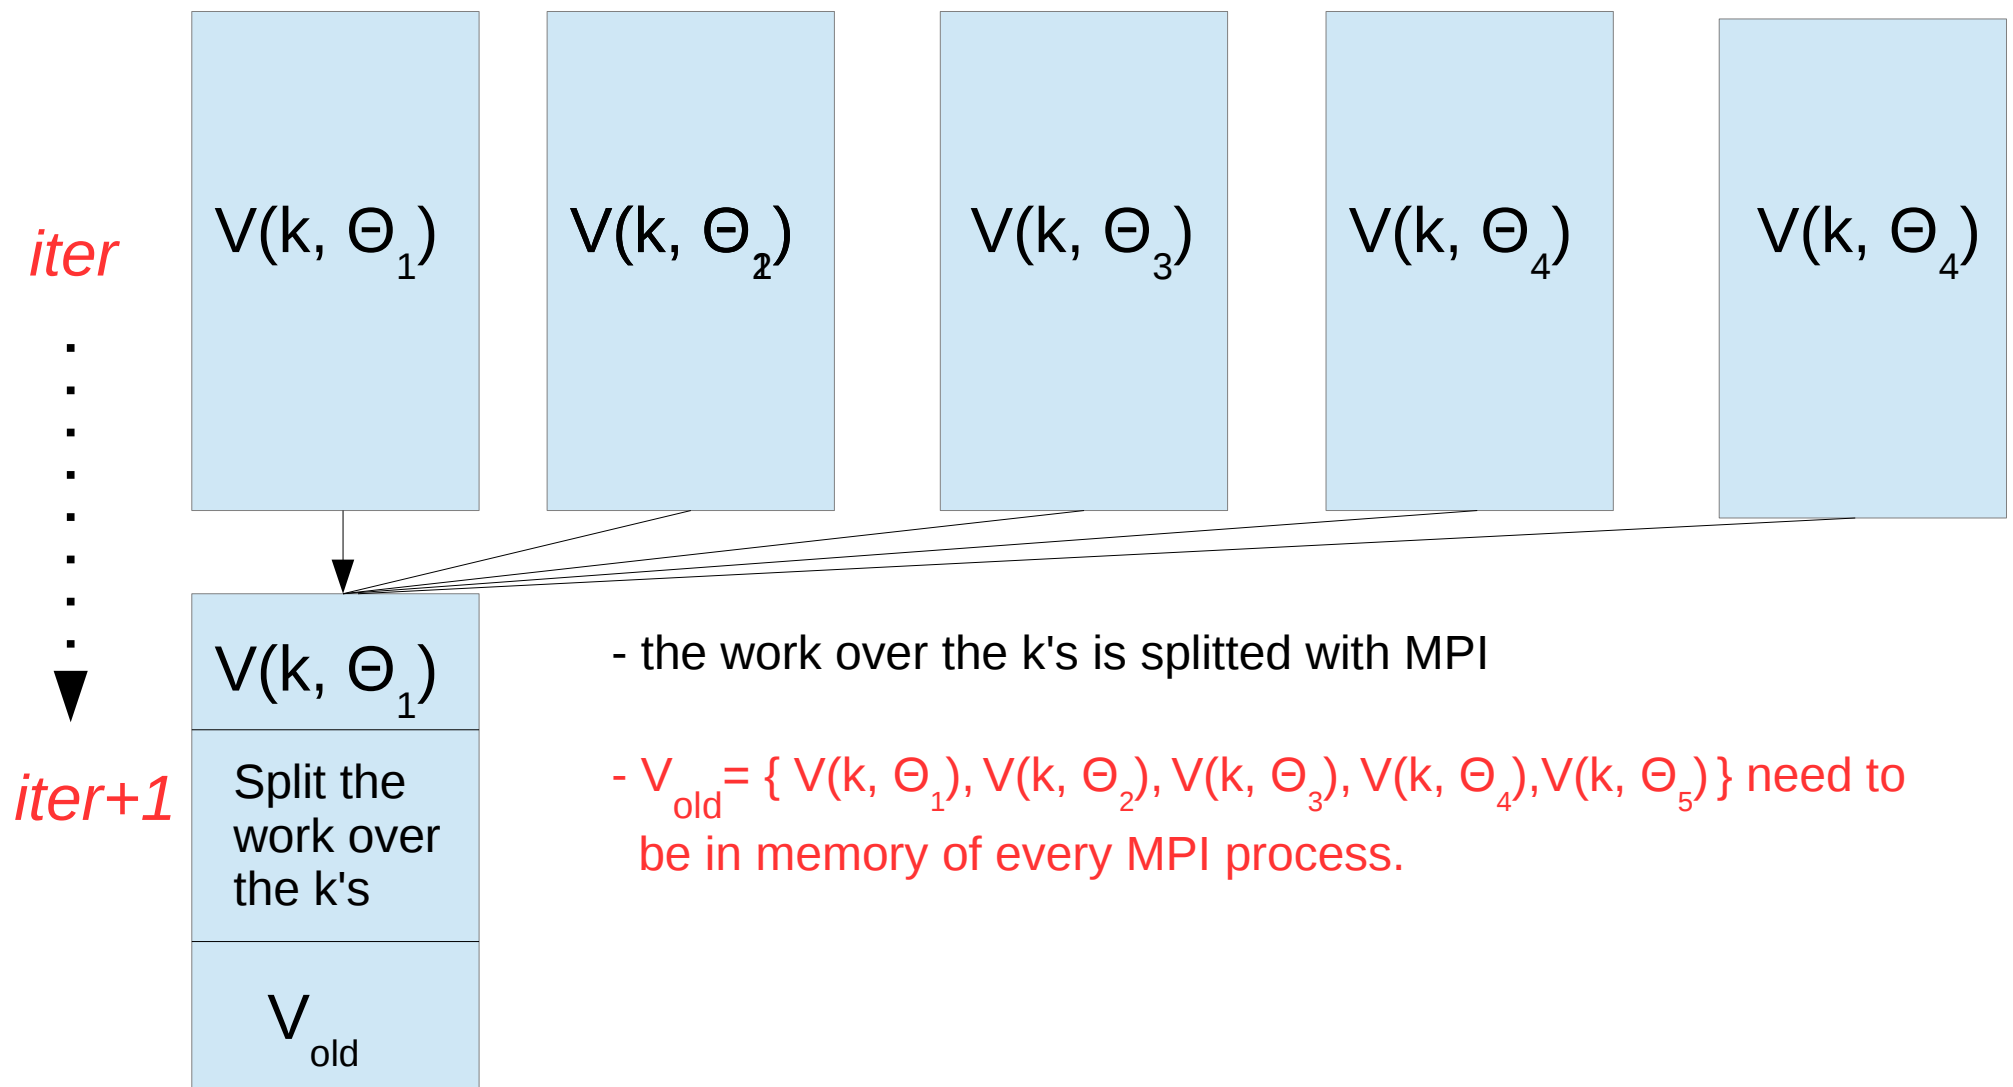 V(k, Θ1) V(k, Θ2) V(k, Θ3) V(k, Θ4) V(k, Θ4)
iter
iter+1
V(k, Θ1)
Split the
work over
the k's
Vold
- the work over the k's is splitted with MPI
- Vold= { V(k, Θ1), V(k, Θ2), V(k, Θ3), V(k, Θ4),V(k, Θ5) } need to
be in memory of every MPI process.